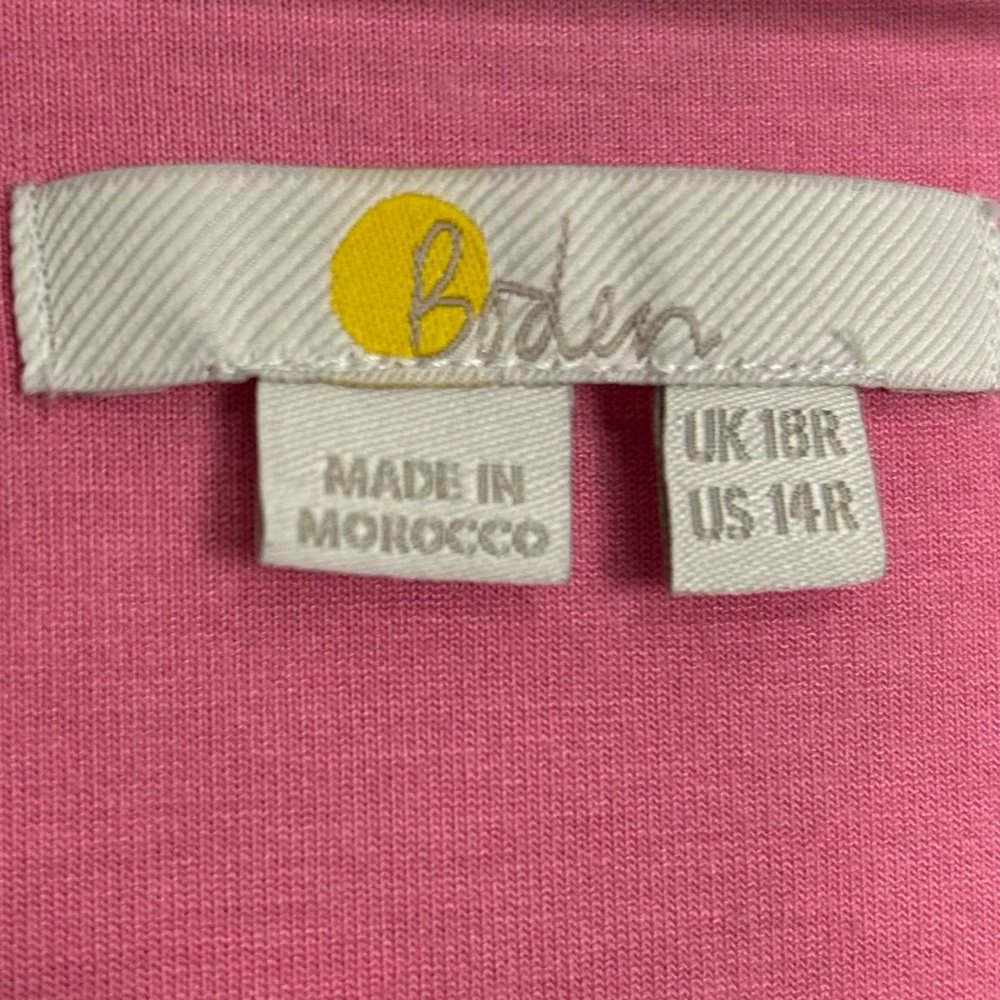 Boden
MADE IN
MOROCCO
UK 18R
US 14R